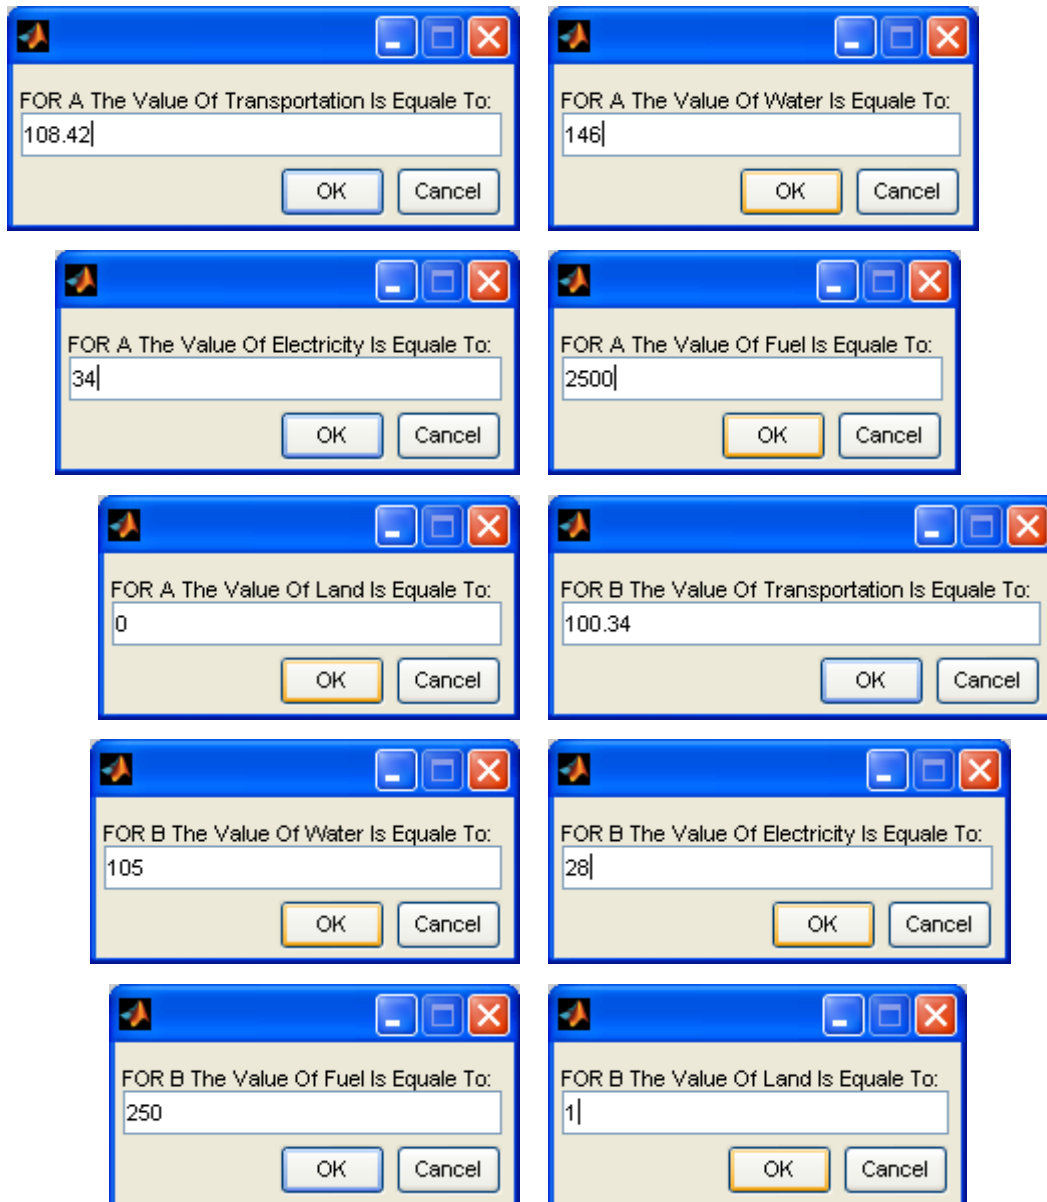 FOR A The Value Of Transportation Is Equale To:
108.42
OK Cancel
FOR A The Value Of Water Is Equale To:
146
OK Cancel
FOR A The Value Of Electricity Is Equale To:
34
OK Cancel
FOR A The Value Of Fuel Is Equale To:
2500
OK Cancel
FOR A The Value Of Land Is Equale To:
0
OK Cancel
FOR B The Value Of Transportation Is Equale To:
100.34
OK Cancel
FOR B The Value Of Water Is Equale To:
105
OK Cancel
FOR B The Value Of Electricity Is Equale To:
28
OK Cancel
FOR B The Value Of Fuel Is Equale To:
250
OK Cancel
FOR B The Value Of Land Is Equale To:
1
OK Cancel